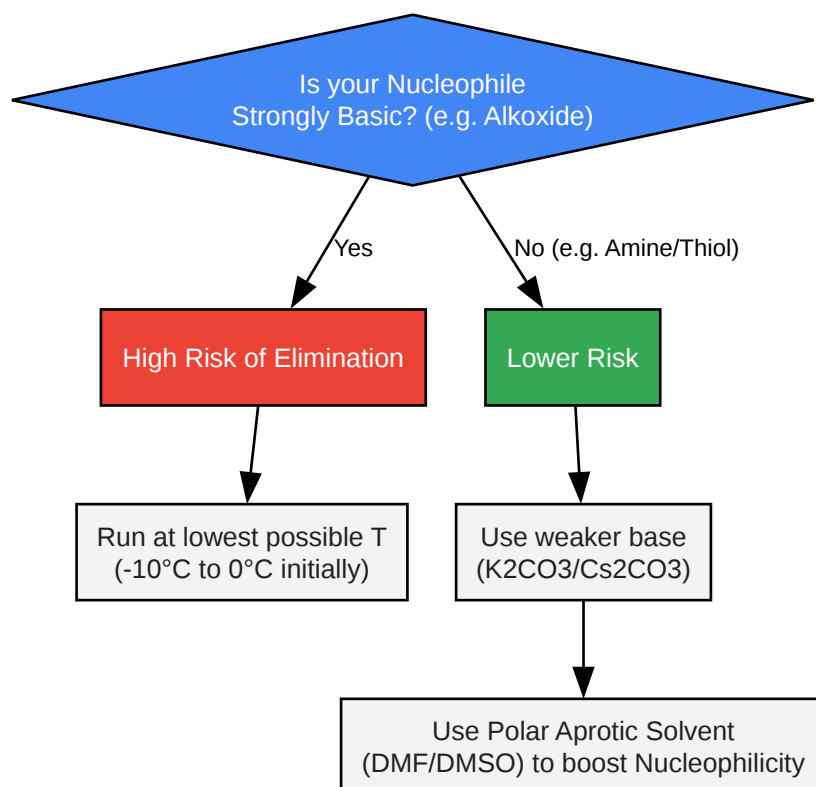 Is your Nucleophile
Strongly Basic? (e.g. Alkoxide)
Yes
No (e.g. Amine/Thiol)
High Risk of Elimination
Lower Risk
Run at lowest possible T
(-10°C to 0°C initially)
Use weaker base
(K2CO3/Cs2CO3)
Use Polar Aprotic Solvent
(DMF/DMSO) to boost Nucleophilicity